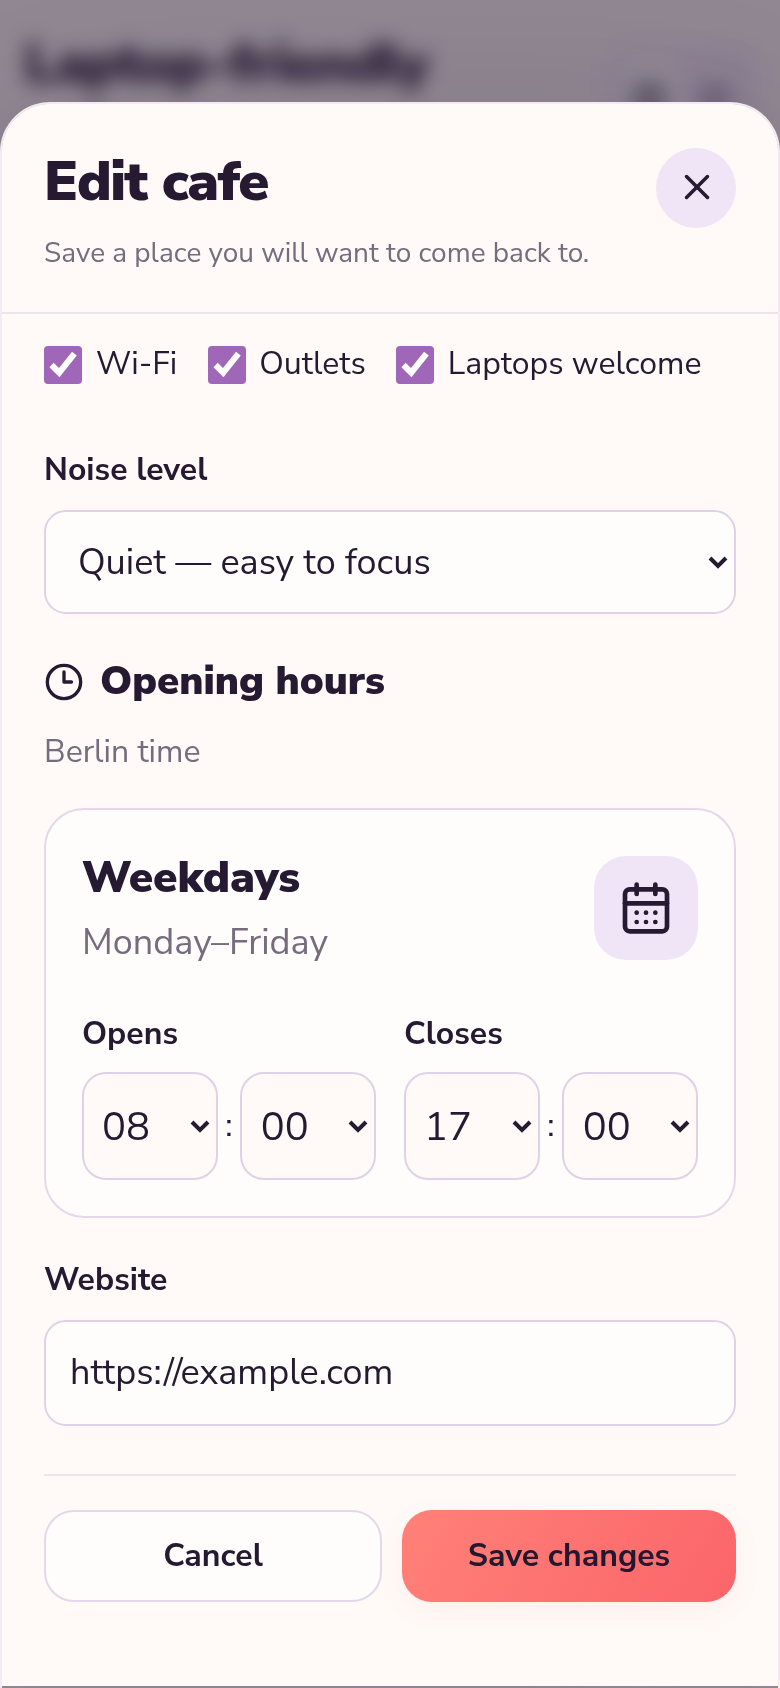 Laptop-friendly
Edit cafe
Save a place you will want to come back to.
Wi-Fi Outlets Laptops welcome
Noise level
Quiet — easy to focus
Opening hours
Berlin time
Weekdays
Monday–Friday
Opens Closes
08 : 00 17 : 00
Website
https://example.com
Cancel Save changes